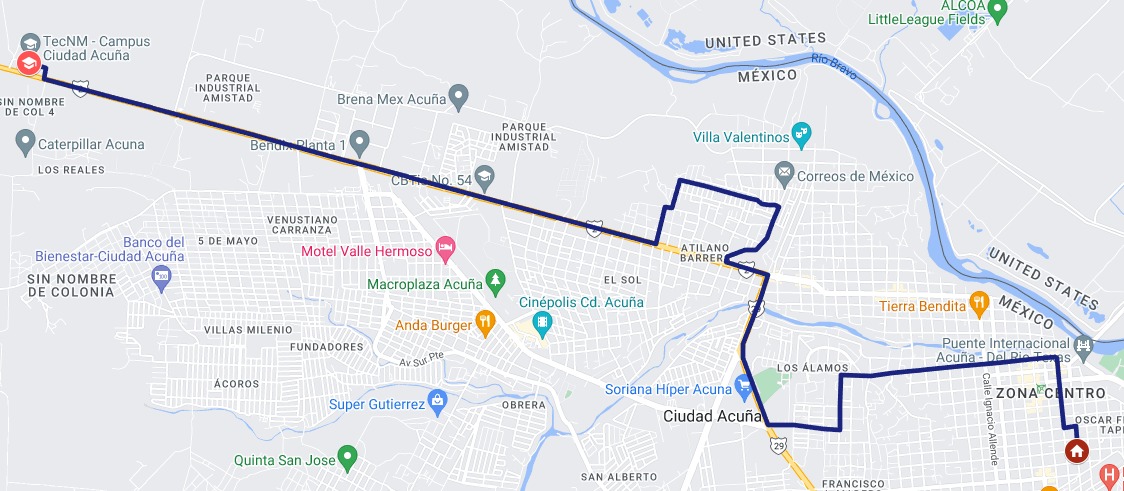 ALCOA
LittleLeague Fields
TecNM - Campus
Ciudad Acuña
UNITED STATES
MÉXICO
Río Bravo
PARQUE
INDUSTRIAL
AMISTAD
2
SIN NOMBRE
DE COL 4
Brena Mex Acuña
PARQUE
INDUSTRIAL
AMISTAD
Villa Valentinos
Caterpillar Acuna
Bendix Planta 1
LOS REALES
CBTis No. 54
Correos de México
VENUSTIANO
CARRANZA
2
5 DE MAYO
Banco del
Bienestar-Ciudad Acuña
Motel Valle Hermoso
ATILANO
BARRERA
2
UNITED STATES
MÉXICO
SIN NOMBRE
DE COLONIA
Macroplaza Acuña
EL SOL
Cinépolis Cd. Acuña
29
Tierra Bendita
Anda Burger
VILLAS MILENIO
FUNDADORES
Av Sur Pte
Puente Internacional
Acuña - Del Rio Texas
LOS ÁLAMOS
ÁCOROS
Soriana Híper Acuna
Calle Ignacio Allende
ZONA CENTRO
Super Gutierrez
OBRERA
Ciudad Acuña
OSCAR F
TAP
29
Quinta San Jose
SAN ALBERTO
FRANCISCO
H